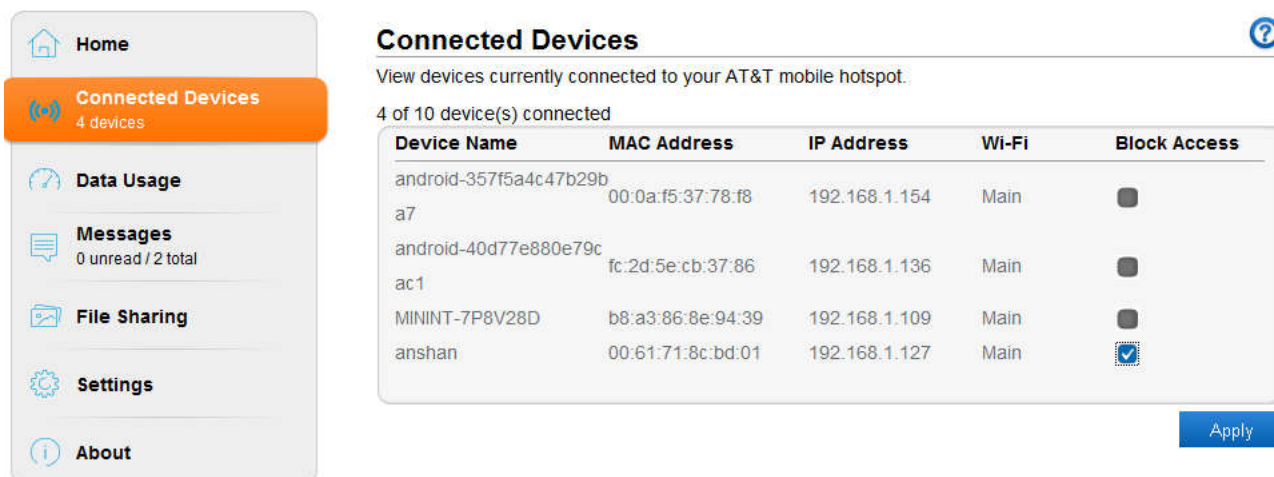 Home
Connected Devices
4 devices
Data Usage
Messages
0 unread / 2 total
File Sharing
Settings
About
Connected Devices
?
View devices currently connected to your AT&T mobile hotspot.
4 of 10 device(s) connected
Device Name MAC Address IP Address Wi-Fi Block Access
android-357f5a4c47b29b
a7 00:0a:f5:37:78:f8 192.168.1.154 Main
android-40d77e880e79c
ac1 fc:2d:5e:cb:37:86 192.168.1.136 Main
MININT-7P8V28D b8:a3:86:8e:94:39 192.168.1.109 Main
anshan 00:61:71:8c:bd:01 192.168.1.127 Main
Apply